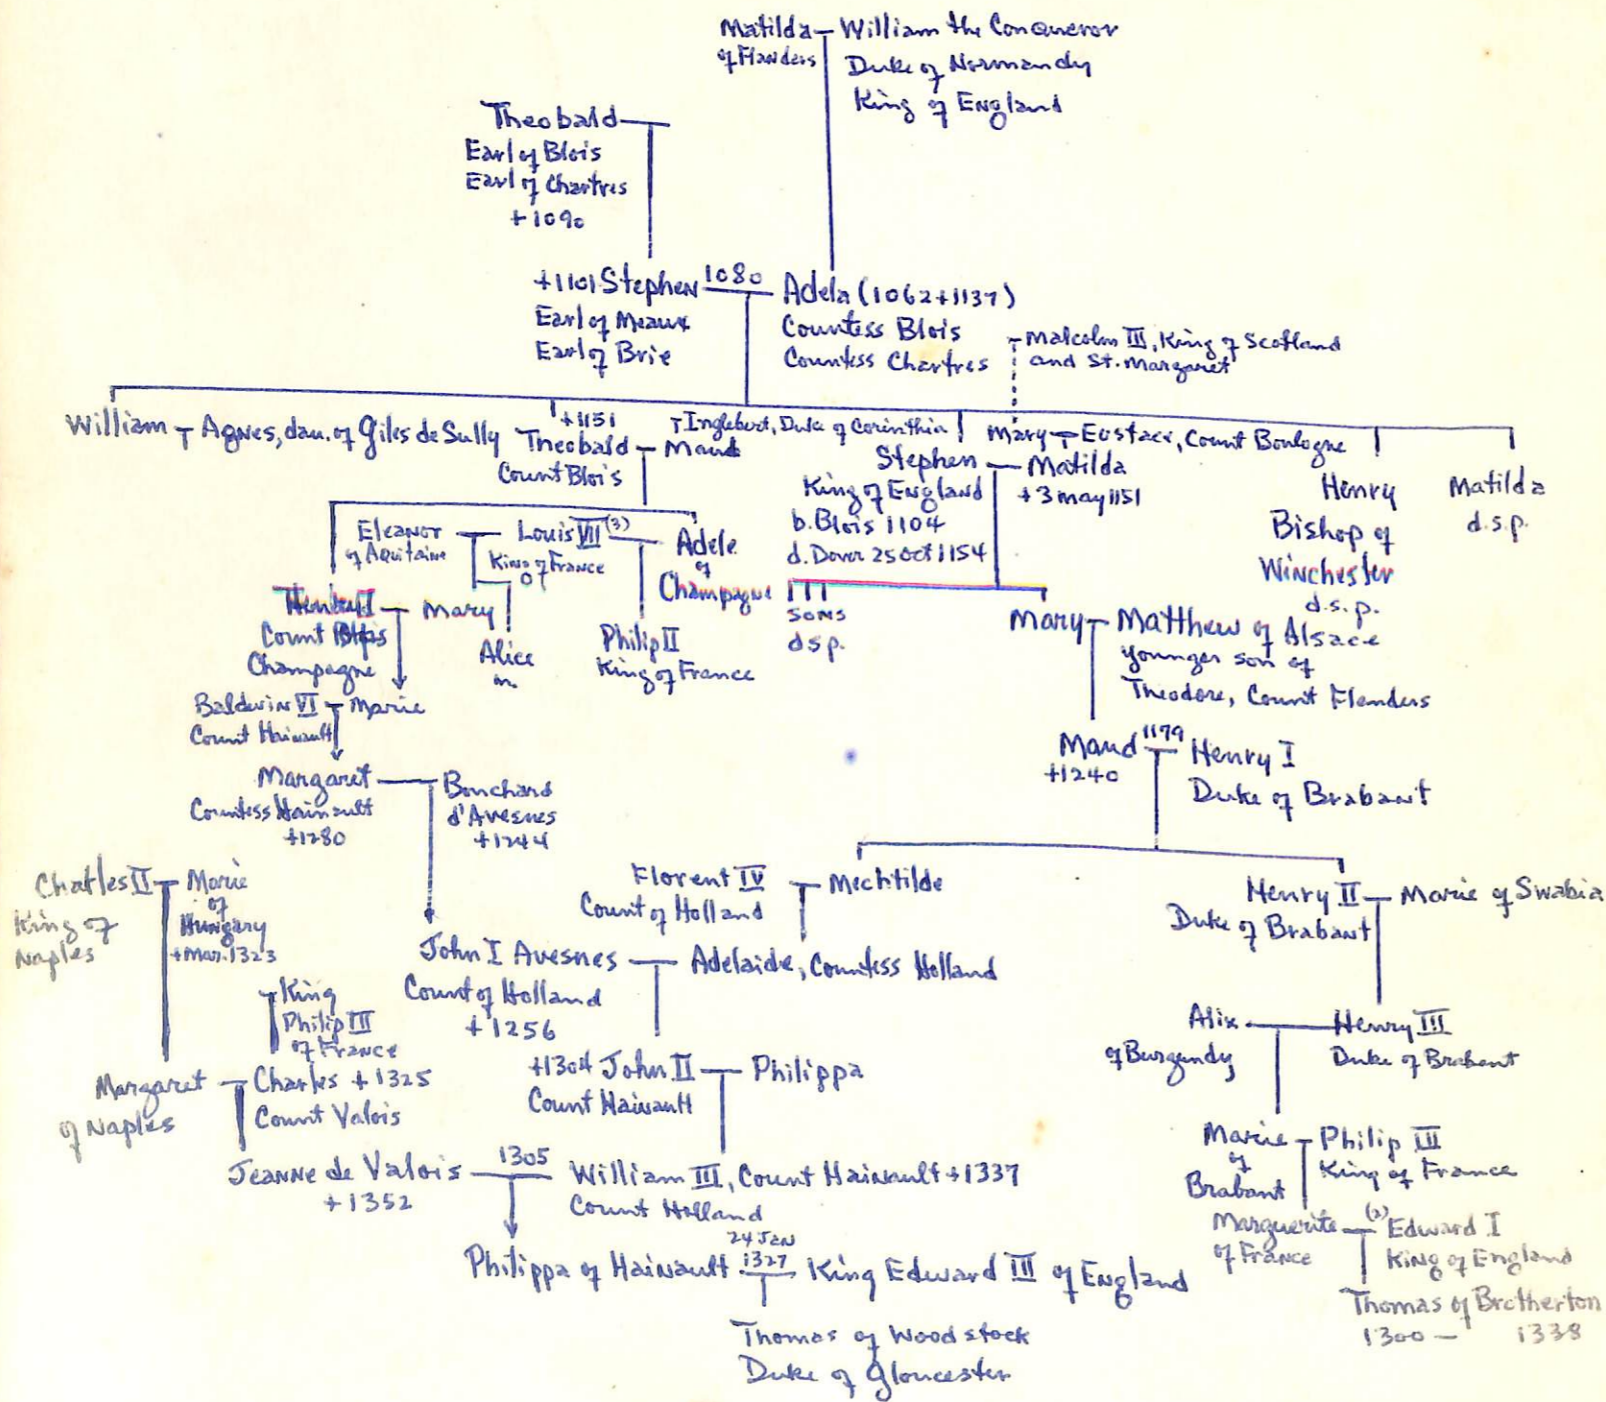 Matilda William the Conqueror
of Flanders Duke of Normandy
King of England
Theobald
Earl of Blois
Earl of Chartres
+1090
+1101 Stephen 1080 Adela (1062+1137)
Earl of Meaux Countess Blois
Earl of Brie Countess Chartres
Malcolm III, King of Scotland
and St. Margaret
William Agnes, dau. of Giles de Sully
+1151
Theobald Maud
Count Blois
Inglebert, Duke of Corinthia
Mary Eustace, Count Boulogne
Stephen Matilda
King of England +3 May 1151
b. Blois 1104
d. Dover 25 Oct 1154
Henry
Bishop of
Winchester
d.s.p.
Matilda
d.s.p.
Eleanor Louis VII (3) Adele
of Aquitaine King of France of
Champagne
Count
Champagne
Mary
Alice
m.
Philip II
King of France
SONS
dsp.
Mary Matthew of Alsace
younger son of
Theodore, Count Flanders
Baldwin VI Marie
Count Hainault
Maud 1179 Henry I
+1240 Duke of Brabant
Margaret Bouchard
Countess Hainault d'Avesnes
+1280 +1244
Charles II Marie
King of of
Naples Hungary
+Mar. 1323
Florent IV Mechtilde
Count of Holland
Henry II Marie of Swabia
Duke of Brabant
John I Avesnes Adelaide, Countess Holland
Count of Holland
+1256
King
Philip III
of France
Alix Henry III
of Burgundy Duke of Brabant
Margaret Charles +1325
of Naples Count Valois
+1304 John II Philippa
Count Hainault
Marie Philip III
of King of France
Brabant
Jeanne de Valois 1305 William III, Count Hainault +1337
+1352 Count Holland
Marguerite (2) Edward I
of France King of England
24 Jan
Philippa of Hainault 1327 King Edward III of England
Thomas of Brotherton
1300 — 1338
Thomas of Woodstock
Duke of Gloucester